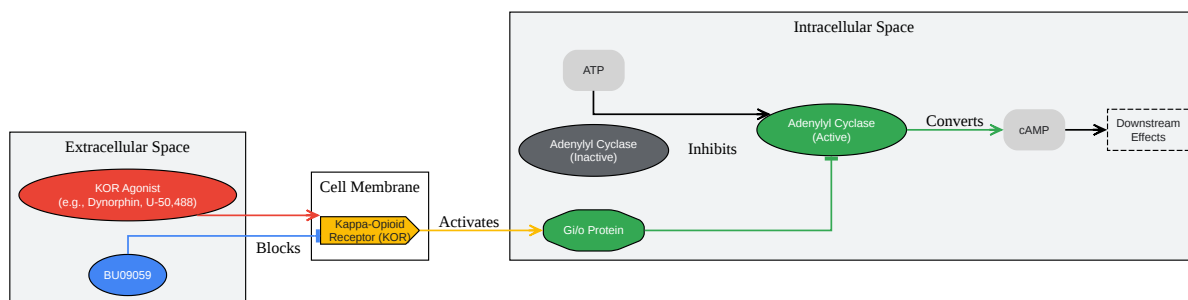 Intracellular Space
ATP
Adenylyl Cyclase
(Active)
Converts
cAMP
Downstream
Effects
Adenylyl Cyclase
(Inactive)
Inhibits
Extracellular Space
KOR Agonist
(e.g., Dynorphin, U-50,488)
Cell Membrane
Kappa-Opioid
Receptor (KOR)
Activates
Gi/o Protein
Blocks
BU09059